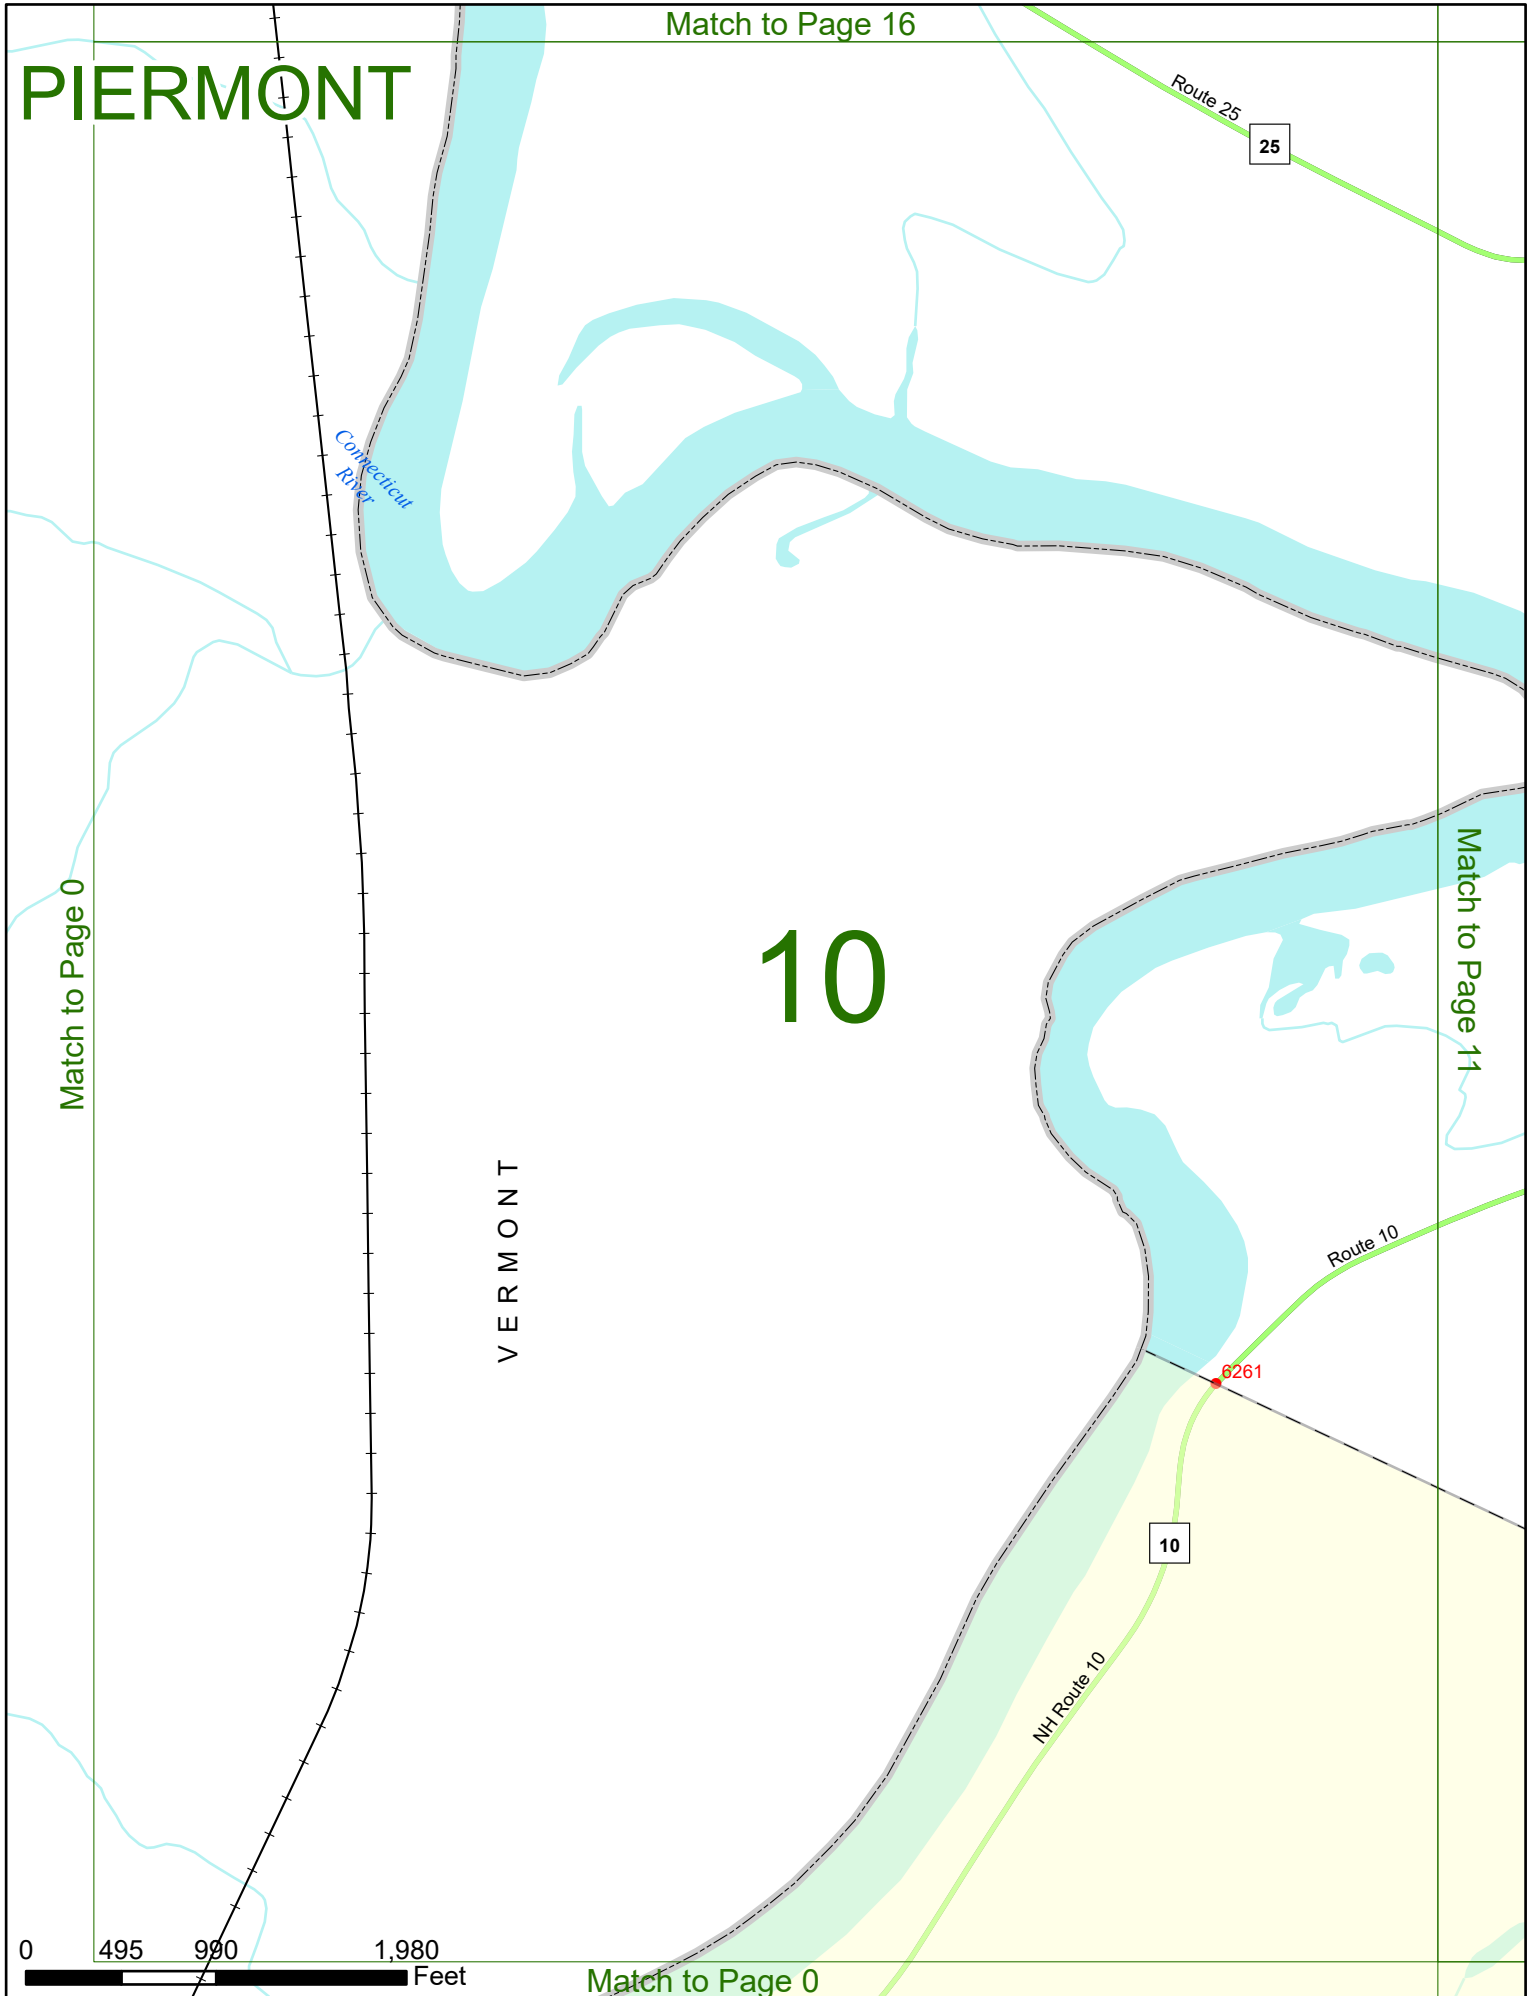 Match to Page 16
PIERMONT
Route 25
25
Connecticut
River
Match to Page 0
10
Match to Page 11
VERMONT
Route 10
6261
10
NH Route 10
0 495 990 1,980
Feet
Match to Page 0